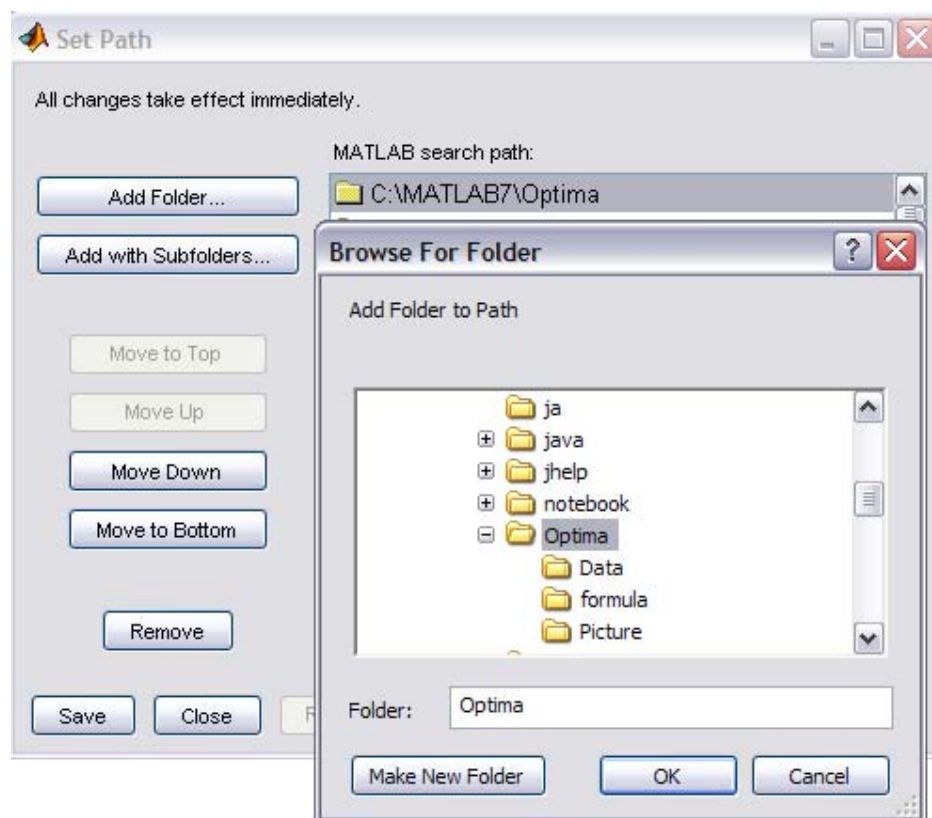 Set Path
All changes take effect immediately.
MATLAB search path:
Add Folder...
C:\MATLAB7\Optima
Add with Subfolders...
Move to Top
Move Up
Move Down
Move to Bottom
Remove
Save
Close
R
Browse For Folder
?
Add Folder to Path
ja
java
jhelp
notebook
Optima
Data
formula
Picture
Folder:
Optima
Make New Folder
OK
Cancel